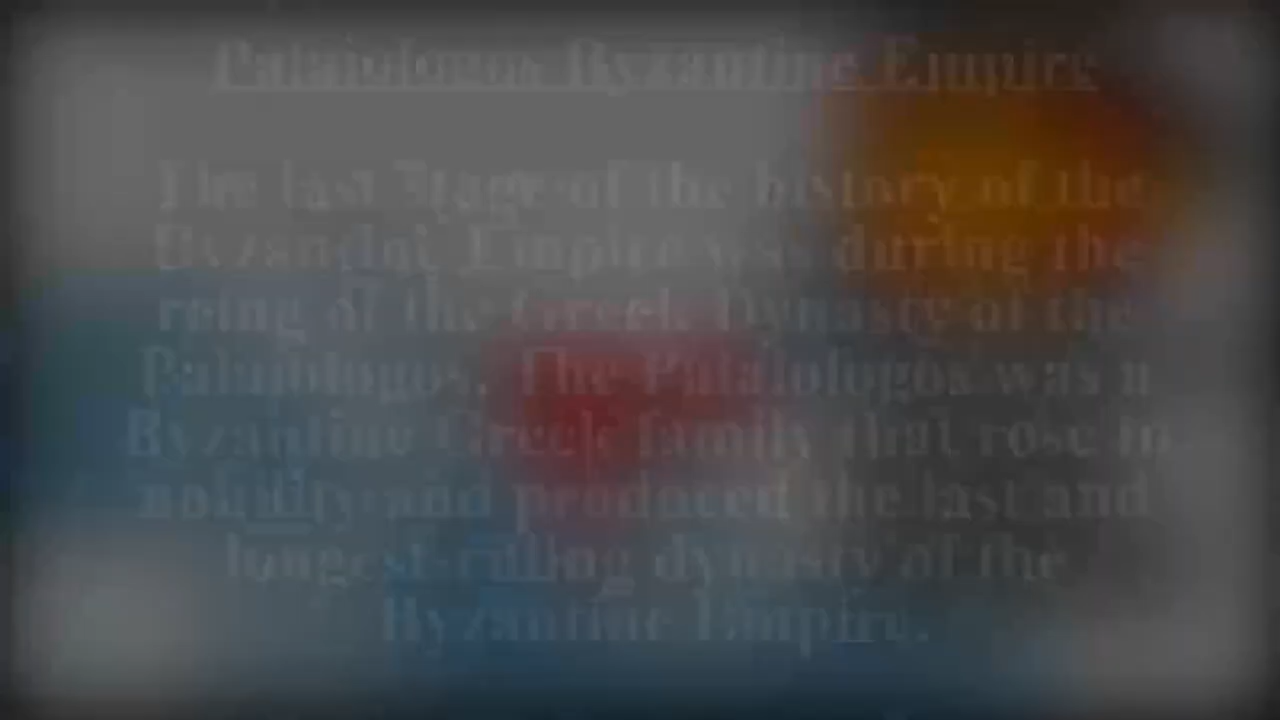 Palaiologos Byzantine Empire
The last stage of the history of the
Empire was during the
reing of the Greek Dynasty of the
Palaiologos. The Palaiologos was a
Byzantine Greek family that rose to
nobility and produced the last and
longest-ruling dynasty of the
Byzantine Empire.